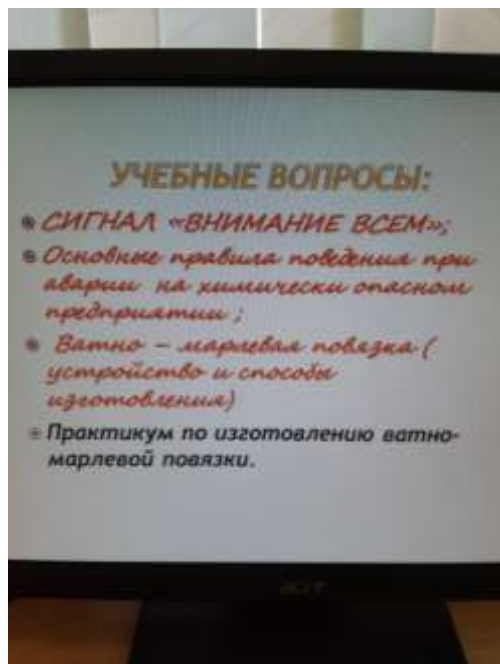 УЧЕБНЫЕ ВОПРОСЫ:
СИГНАЛ «ВНИМАНИЕ ВСЕМ»;
Основные правила поведения при
аварии на химически опасном
предприятии ;
Ватно – марлевая повязка (
устройство и способы
изготовления)
Практикум по изготовлению ватно-
марлевой повязки.
acer